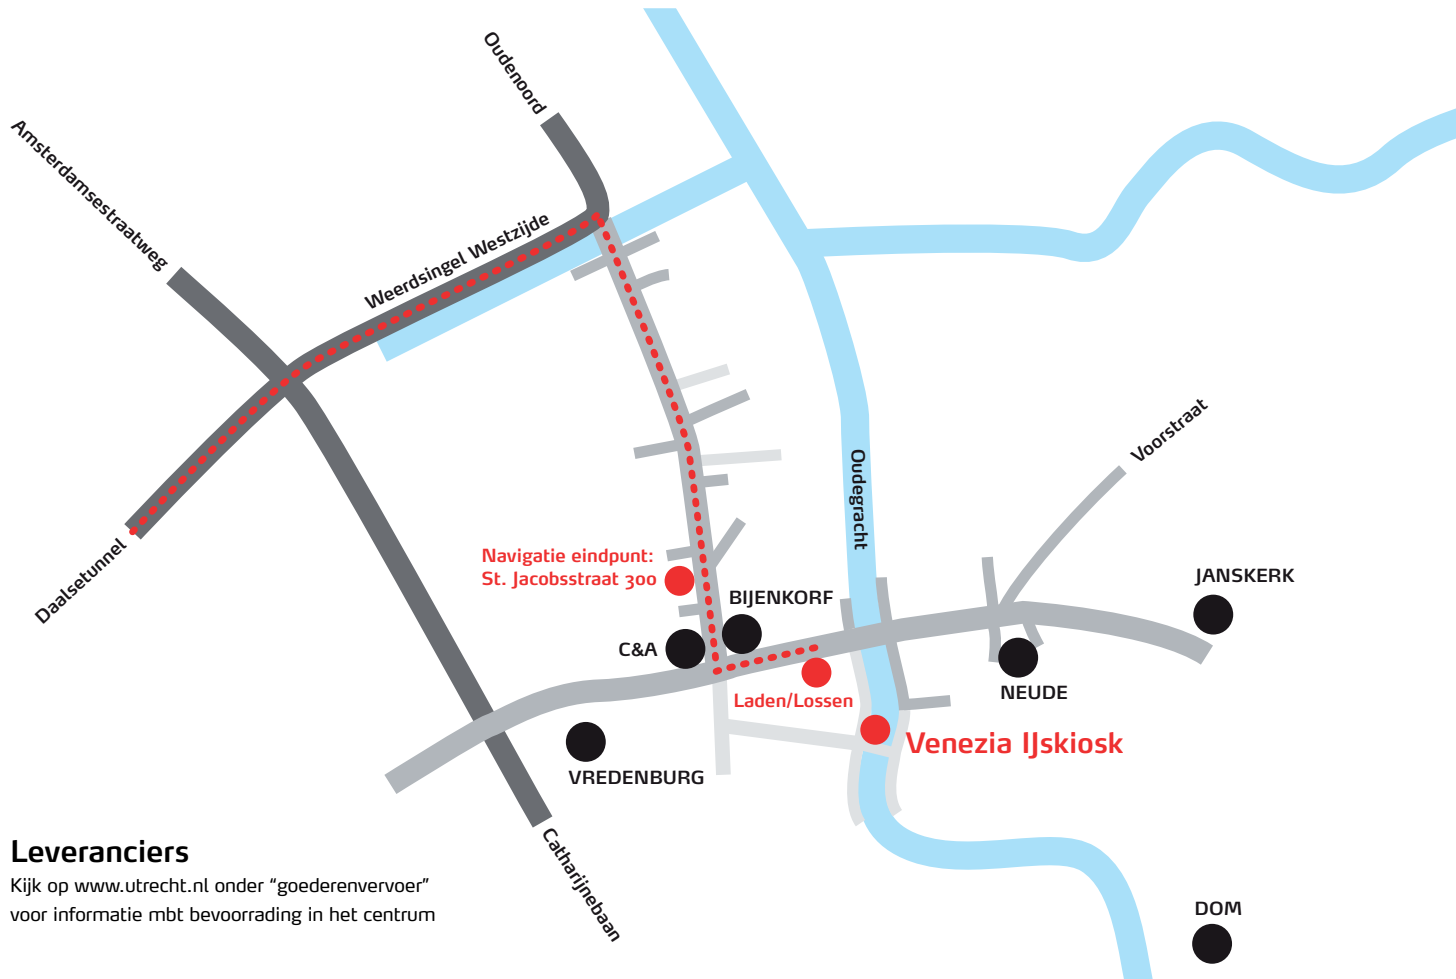 Oudenoord
Amsterdamsestraatweg
Weerdsingel Westzijde
Voorstraat
Oudegracht
Daalsetunnel
Navigatie eindpunt:
St. Jacobsstraat 300
BIJENKORF
JANSKERK
C&A
NEUDE
Laden/Lossen
Venezia IJskiosk
VREDENBURG
Catharijnebaan
Leveranciers
Kijk op www.utrecht.nl onder “goederenvervoer”
voor informatie mbt bevoorrading in het centrum
DOM